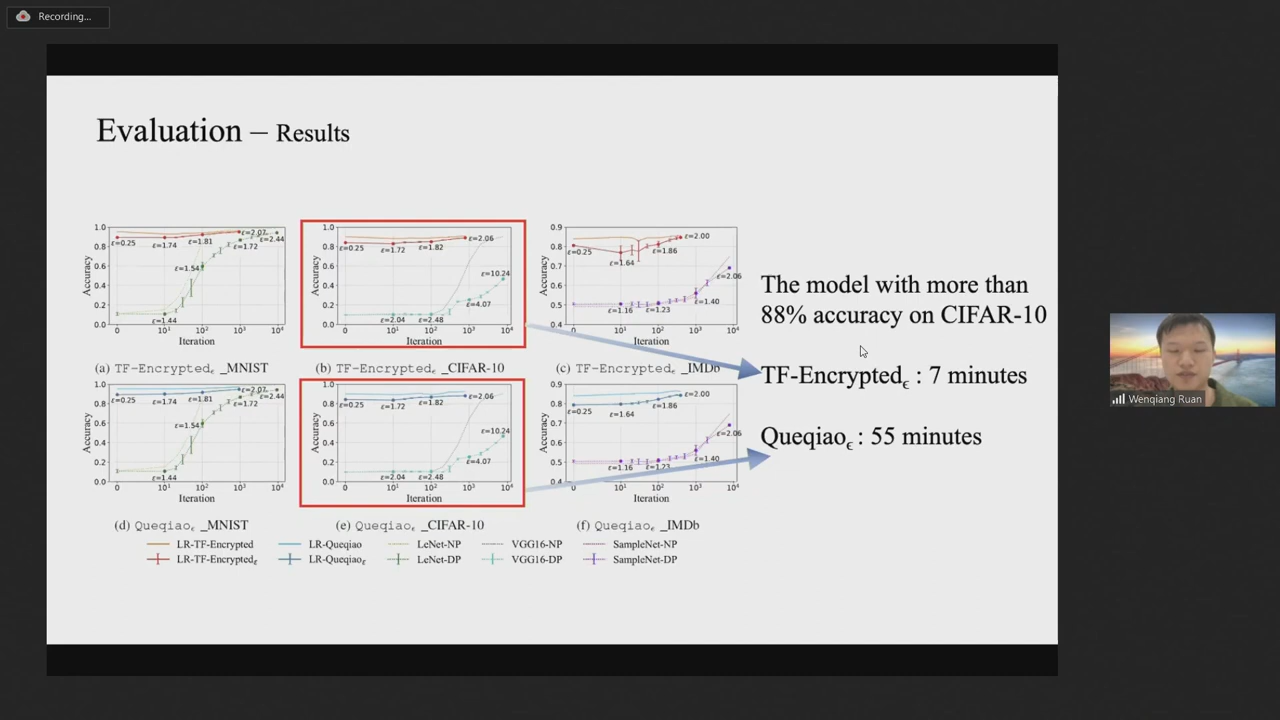 Recording...
Evaluation – Results
1.0
0.8
0.6
0.4
0.2
0.0
Accuracy
ε=0.25
ε=1.74
ε=1.81
ε=2.07
ε=2.44
ε=1.72
ε=1.54
ε=1.44
0
10¹
10²
10³
10⁴
Iteration
(a) TF-Encryptedϵ _MNIST
1.0
0.8
0.6
0.4
0.2
0.0
Accuracy
ε=0.25
ε=1.72
ε=1.82
ε=2.06
ε=10.24
ε=4.07
ε=2.04
ε=2.48
0
10¹
10²
10³
10⁴
Iteration
(b) TF-Encryptedϵ _CIFAR-10
0.9
0.8
0.7
0.6
0.5
0.4
Accuracy
ε=0.25
ε=1.64
ε=1.86
ε=2.00
ε=2.06
ε=1.40
ε=1.16
ε=1.23
0
10¹
10²
10³
10⁴
Iteration
(c) TF-Encryptedϵ _IMDb
1.0
0.8
0.6
0.4
0.2
0.0
Accuracy
ε=0.25
ε=1.74
ε=1.81
ε=2.07
ε=2.44
ε=1.72
ε=1.54
ε=1.44
0
10¹
10²
10³
10⁴
Iteration
(d) Queqiaoϵ _MNIST
1.0
0.8
0.6
0.4
0.2
0.0
Accuracy
ε=0.25
ε=1.72
ε=1.82
ε=2.06
ε=10.24
ε=4.07
ε=2.04
ε=2.48
0
10¹
10²
10³
10⁴
Iteration
(e) Queqiaoϵ _CIFAR-10
0.9
0.8
0.7
0.6
0.5
0.4
Accuracy
ε=0.25
ε=1.64
ε=1.86
ε=2.00
ε=2.06
ε=1.40
ε=1.16
ε=1.23
0
10¹
10²
10³
10⁴
Iteration
(f) Queqiaoϵ _IMDb
LR-TF-Encrypted
LR-Queqiao
LeNet-NP
VGG16-NP
SampleNet-NP
LR-TF-Encryptedε
LR-Queqiaoε
LeNet-DP
VGG16-DP
SampleNet-DP
The model with more than
88% accuracy on CIFAR-10
TF-Encryptedϵ : 7 minutes
Queqiaoϵ : 55 minutes
Wenqiang Ruan